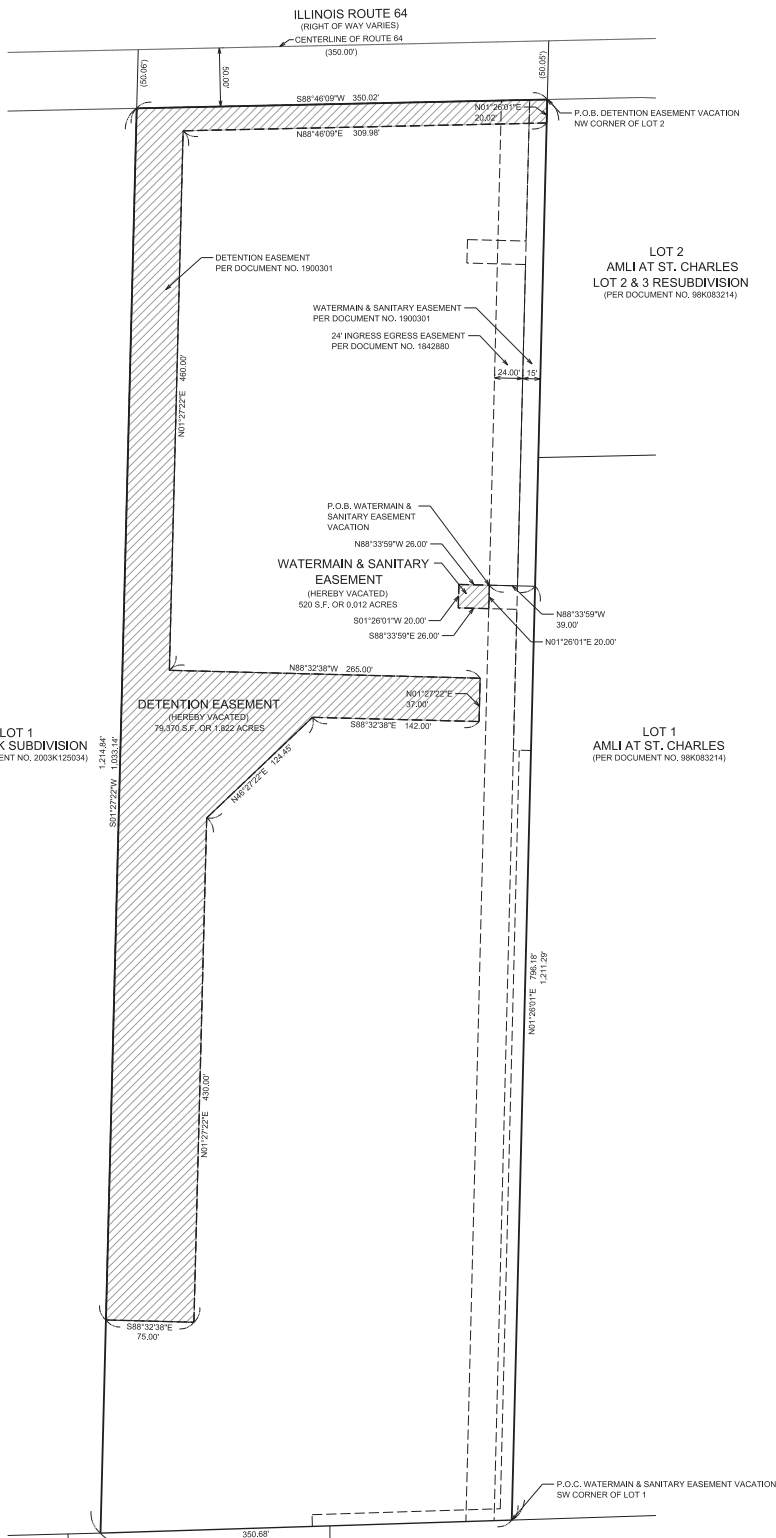 ILLINOIS ROUTE 64
(RIGHT OF WAY VARIES)
CENTERLINE OF ROUTE 64
(350.00')
(50.06')
50.00'
(50.05')
S88°46'09"W 350.02'
N01°26'01"E
20.02'
P.O.B. DETENTION EASEMENT VACATION
NW CORNER OF LOT 2
N88°46'09"E 309.98'
DETENTION EASEMENT
PER DOCUMENT NO. 1900301
LOT 2
AMLI AT ST. CHARLES
LOT 2 & 3 RESUBDIVISION
(PER DOCUMENT NO. 98K083214)
WATERMAIN & SANITARY EASEMENT
PER DOCUMENT NO. 1900301
24' INGRESS EGRESS EASEMENT
PER DOCUMENT NO. 1842880
24.00'
15'
N01°27'22"E 460.00'
P.O.B. WATERMAIN &
SANITARY EASEMENT
VACATION
N88°33'59"W 26.00'
WATERMAIN & SANITARY
EASEMENT
(HEREBY VACATED)
520 S.F. OR 0.012 ACRES
S01°26'01"W 20.00'
S88°33'59"E 26.00'
N88°33'59"W
39.00'
N01°26'01"E 20.00'
N88°32'38"W 265.00'
N01°27'22"E
37.00'
DETENTION EASEMENT
(HEREBY VACATED)
79,370 S.F. OR 1.822 ACRES
S88°32'38"E 142.00'
N46°27'22"E 124.45'
LOT 1
K SUBDIVISION
ENT NO. 2003K125034)
1,214.84'
S01°27'22"W 1,033.14'
LOT 1
AMLI AT ST. CHARLES
(PER DOCUMENT NO. 98K083214)
N01°26'01"E 796.18'
1,211.29'
N01°27'22"E 430.00'
S88°32'38"E
75.00'
P.O.C. WATERMAIN & SANITARY EASEMENT VACATION
SW CORNER OF LOT 1
350.68'